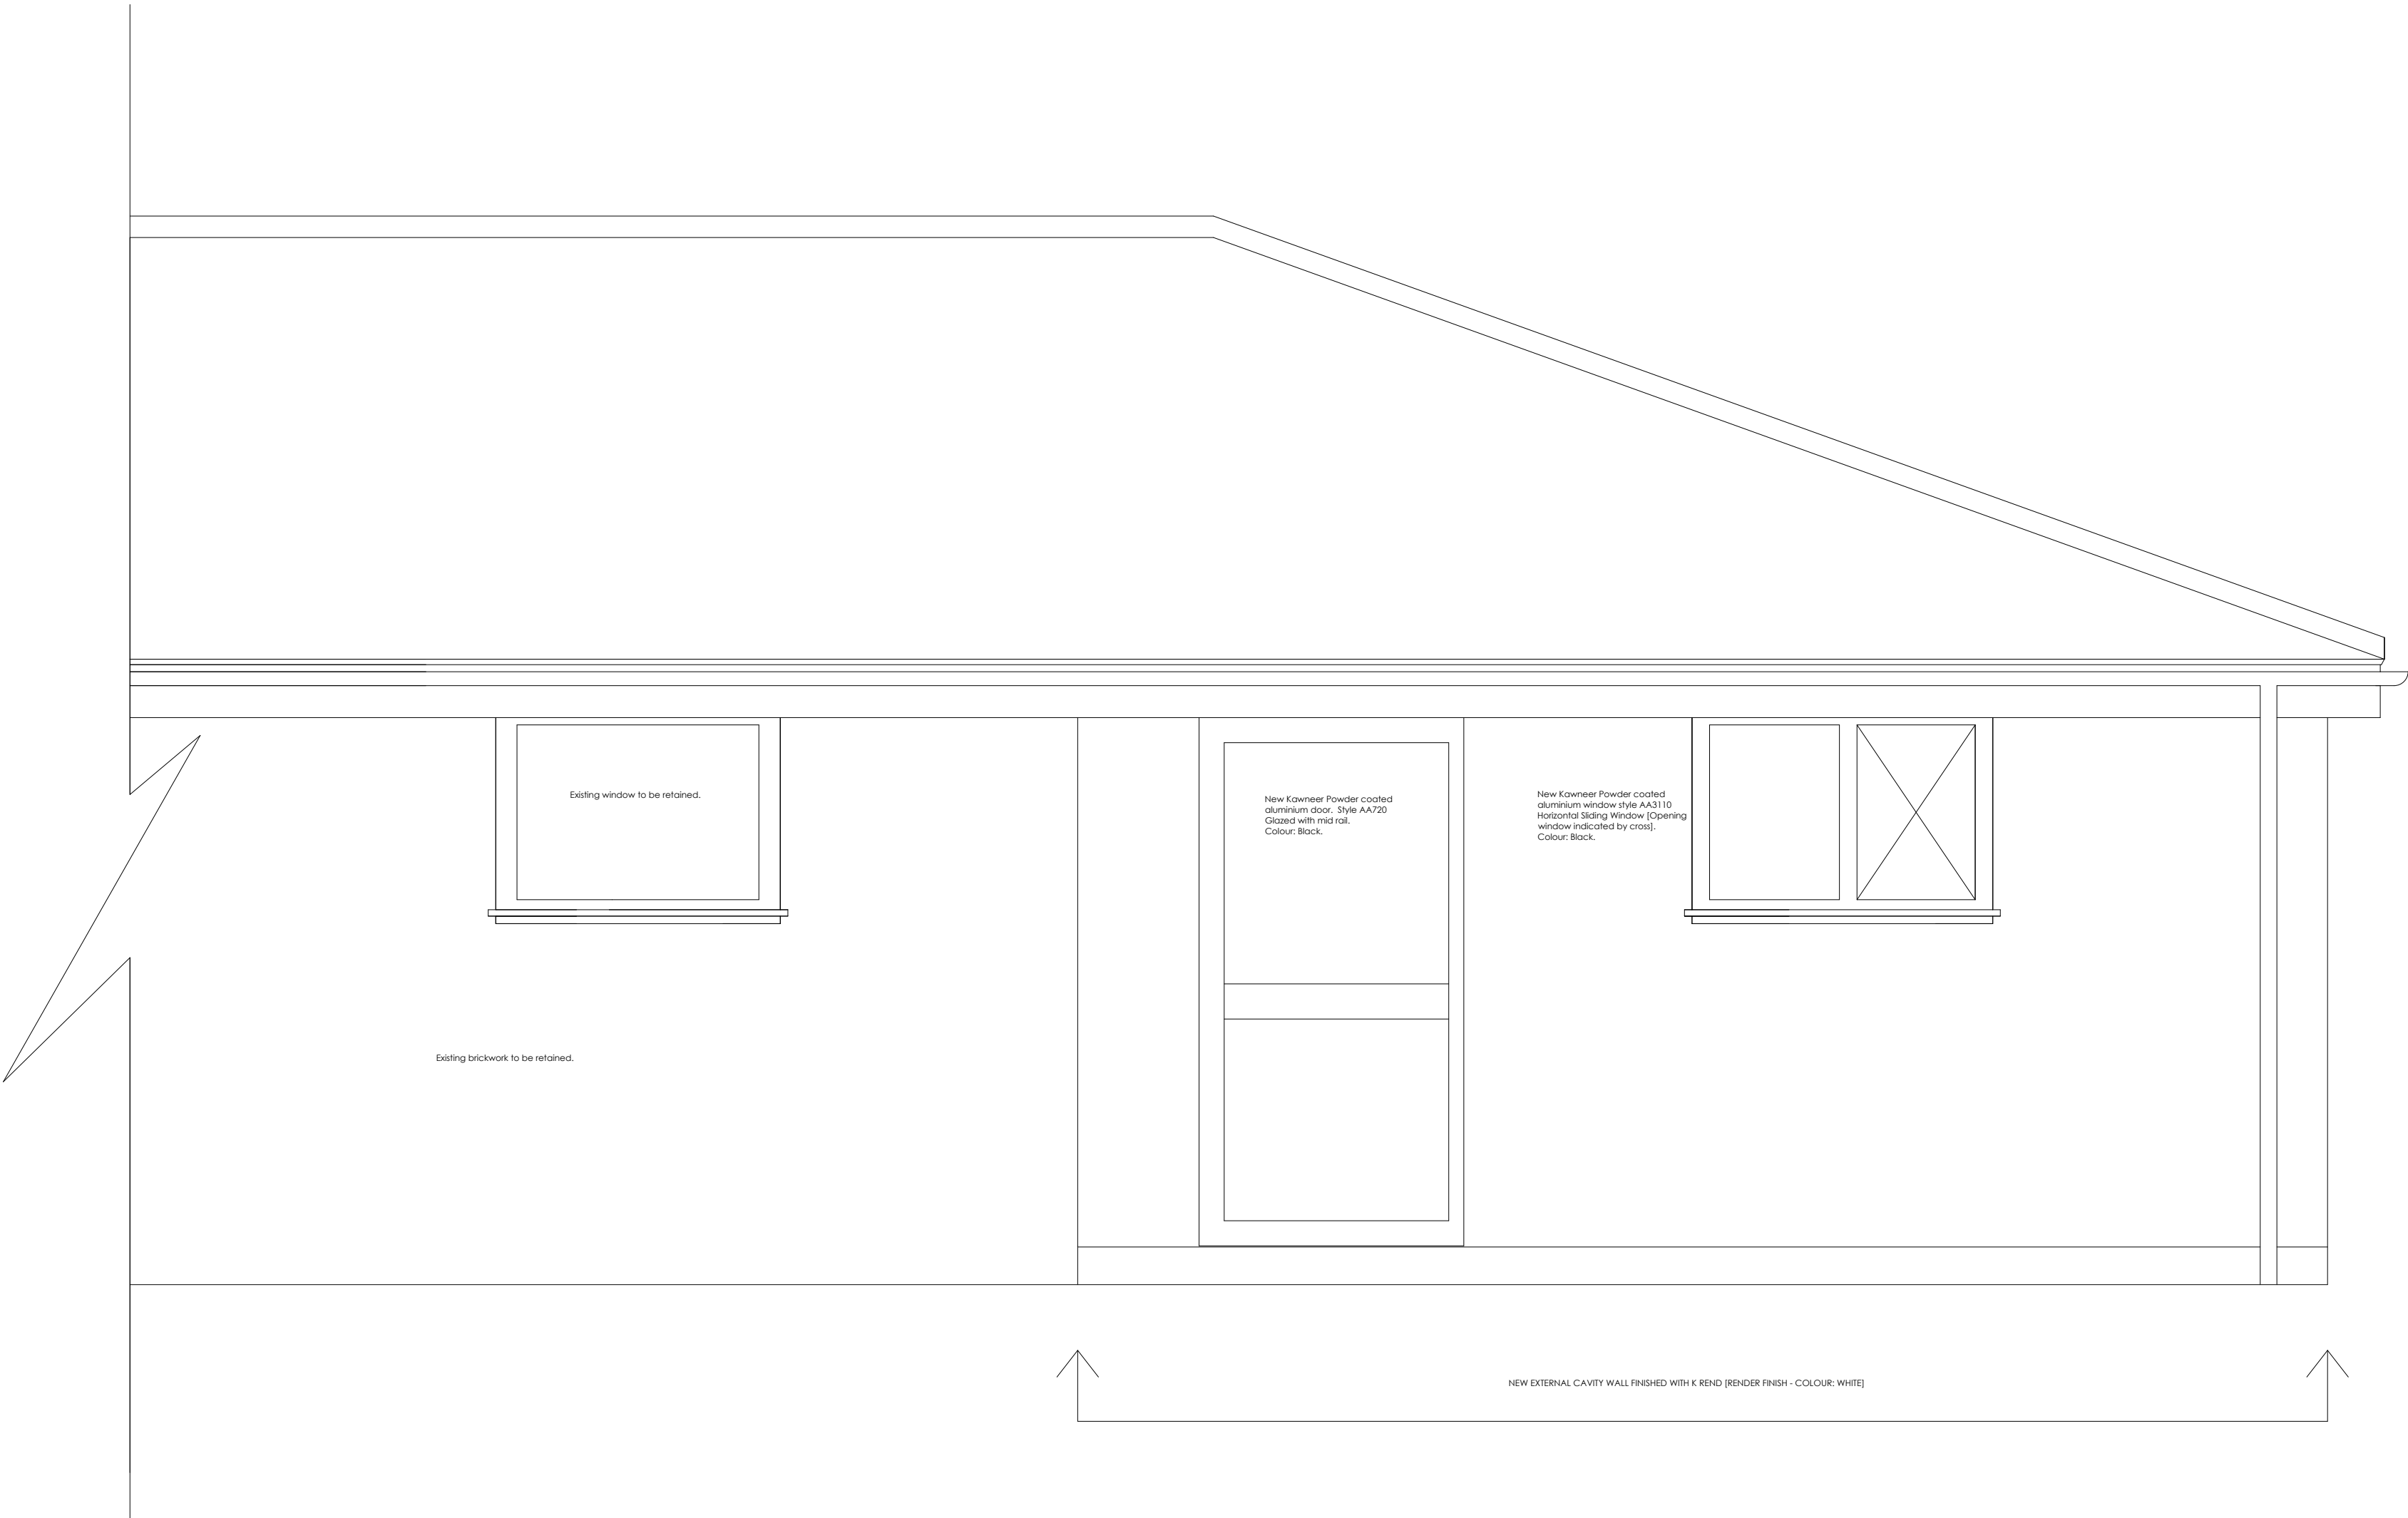 Existing window to be retained.
New Kawneer Powder coated
aluminium door.  Style AA720
Glazed with mid rail.
Colour: Black.
New Kawneer Powder coated
aluminium window style AA3110
Horizontal Sliding Window [Opening
window indicated by cross].
Colour: Black.
Existing brickwork to be retained.
NEW EXTERNAL CAVITY WALL FINISHED WITH K REND [RENDER FINISH - COLOUR: WHITE]